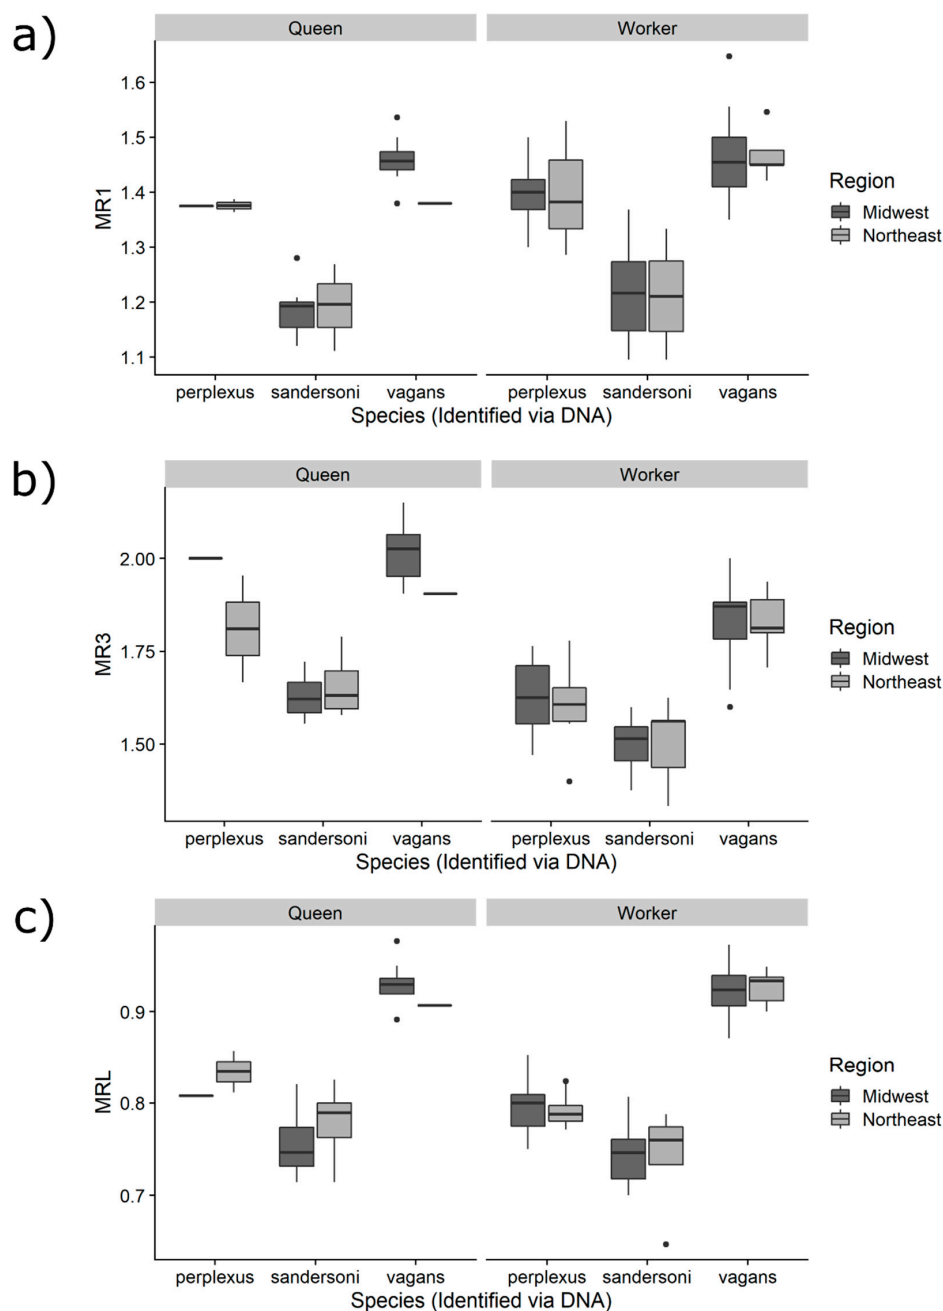 a)
Queen
Worker
MR1
1.6
1.5
1.4
1.3
1.2
1.1
perplexus sandersoni vagans perplexus sandersoni vagans
Species (Identified via DNA)
Region
Midwest
Northeast
b)
Queen
Worker
MR3
2.00
1.75
1.50
perplexus sandersoni vagans perplexus sandersoni vagans
Species (Identified via DNA)
Region
Midwest
Northeast
c)
Queen
Worker
MRL
0.9
0.8
0.7
perplexus sandersoni vagans perplexus sandersoni vagans
Species (Identified via DNA)
Region
Midwest
Northeast